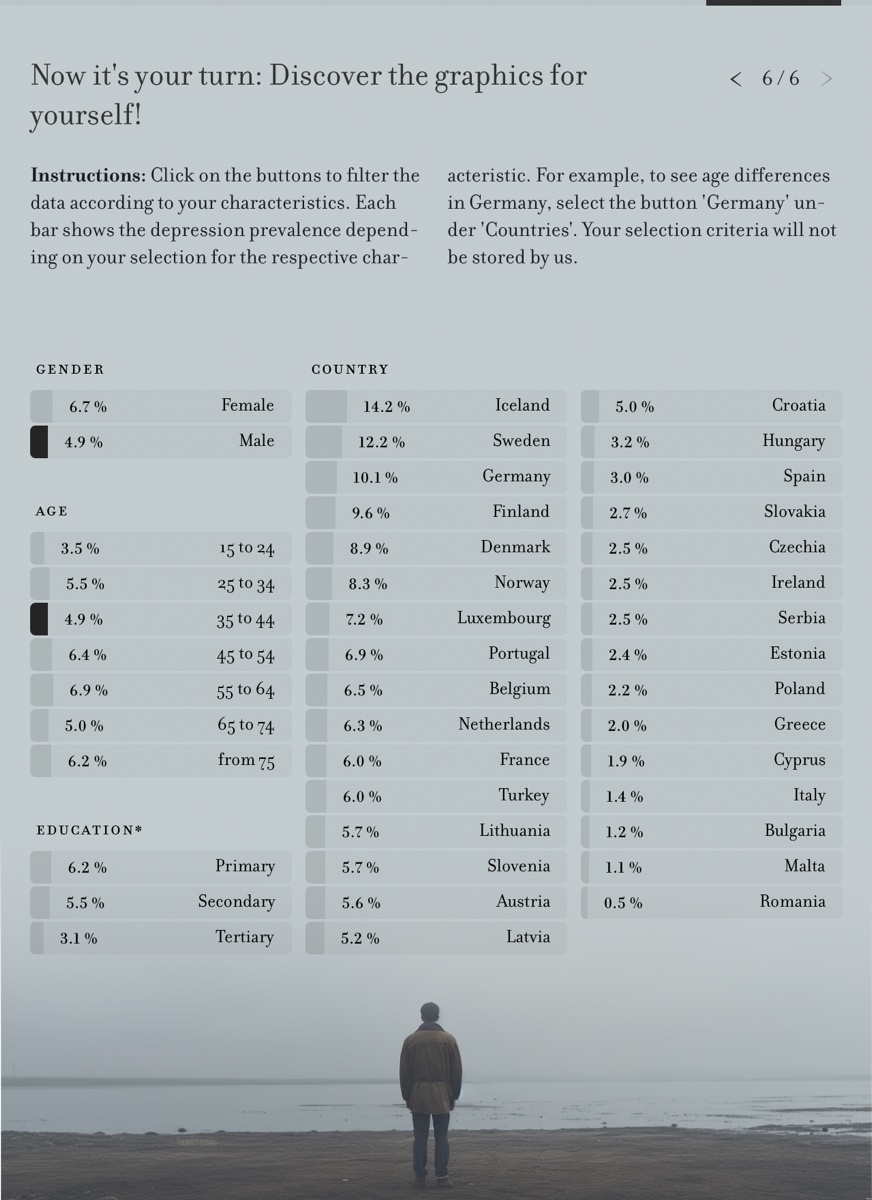 Now it's your turn: Discover the graphics for
yourself!
< 6/6 >
Instructions: Click on the buttons to filter the
data according to your characteristics. Each
bar shows the depression prevalence depend-
ing on your selection for the respective char-
acteristic. For example, to see age differences
in Germany, select the button 'Germany' un-
der 'Countries'. Your selection criteria will not
be stored by us.
GENDER
6.7 % Female
4.9 % Male
AGE
3.5 % 15 to 24
5.5 % 25 to 34
4.9 % 35 to 44
6.4 % 45 to 54
6.9 % 55 to 64
5.0 % 65 to 74
6.2 % from 75
EDUCATION*
6.2 % Primary
5.5 % Secondary
3.1 % Tertiary
COUNTRY
14.2 % Iceland
12.2 % Sweden
10.1 % Germany
9.6 % Finland
8.9 % Denmark
8.3 % Norway
7.2 % Luxembourg
6.9 % Portugal
6.5 % Belgium
6.3 % Netherlands
6.0 % France
6.0 % Turkey
5.7 % Lithuania
5.7 % Slovenia
5.6 % Austria
5.2 % Latvia
5.0 % Croatia
3.2 % Hungary
3.0 % Spain
2.7 % Slovakia
2.5 % Czechia
2.5 % Ireland
2.5 % Serbia
2.4 % Estonia
2.2 % Poland
2.0 % Greece
1.9 % Cyprus
1.4 % Italy
1.2 % Bulgaria
1.1 % Malta
0.5 % Romania